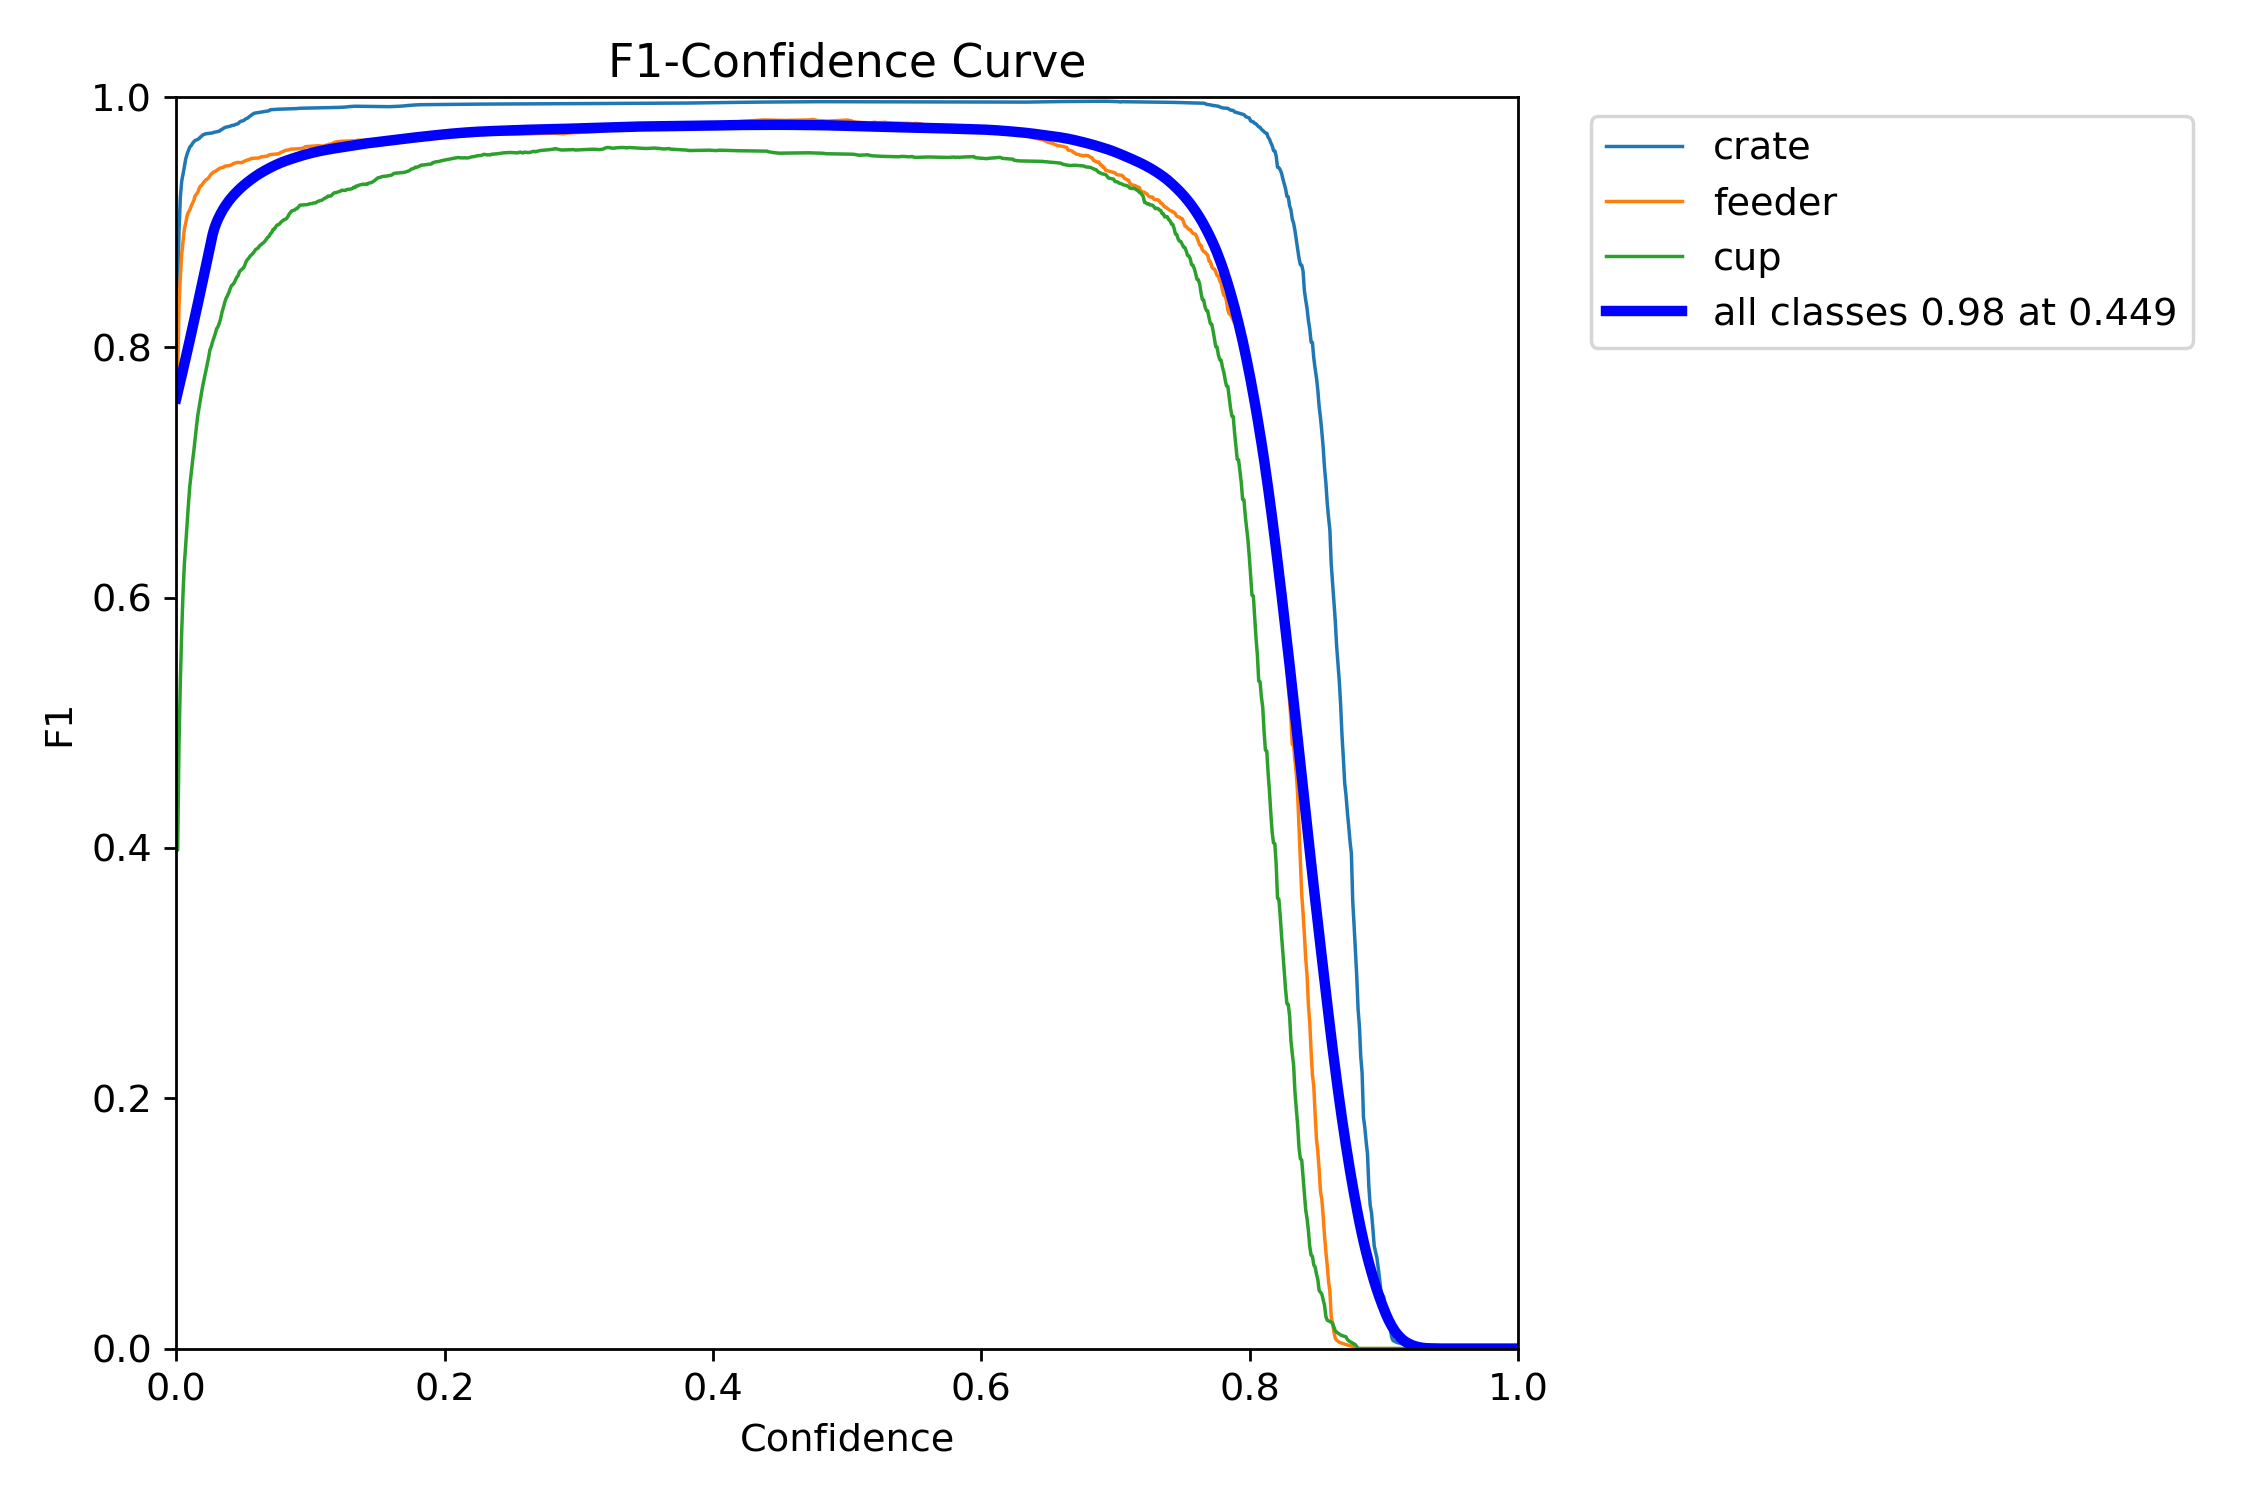 F1-Confidence Curve
1.0
0.8
0.6
0.4
0.2
0.0
F1
0.0 0.2 0.4 0.6 0.8 1.0
Confidence
crate
feeder
cup
all classes 0.98 at 0.449